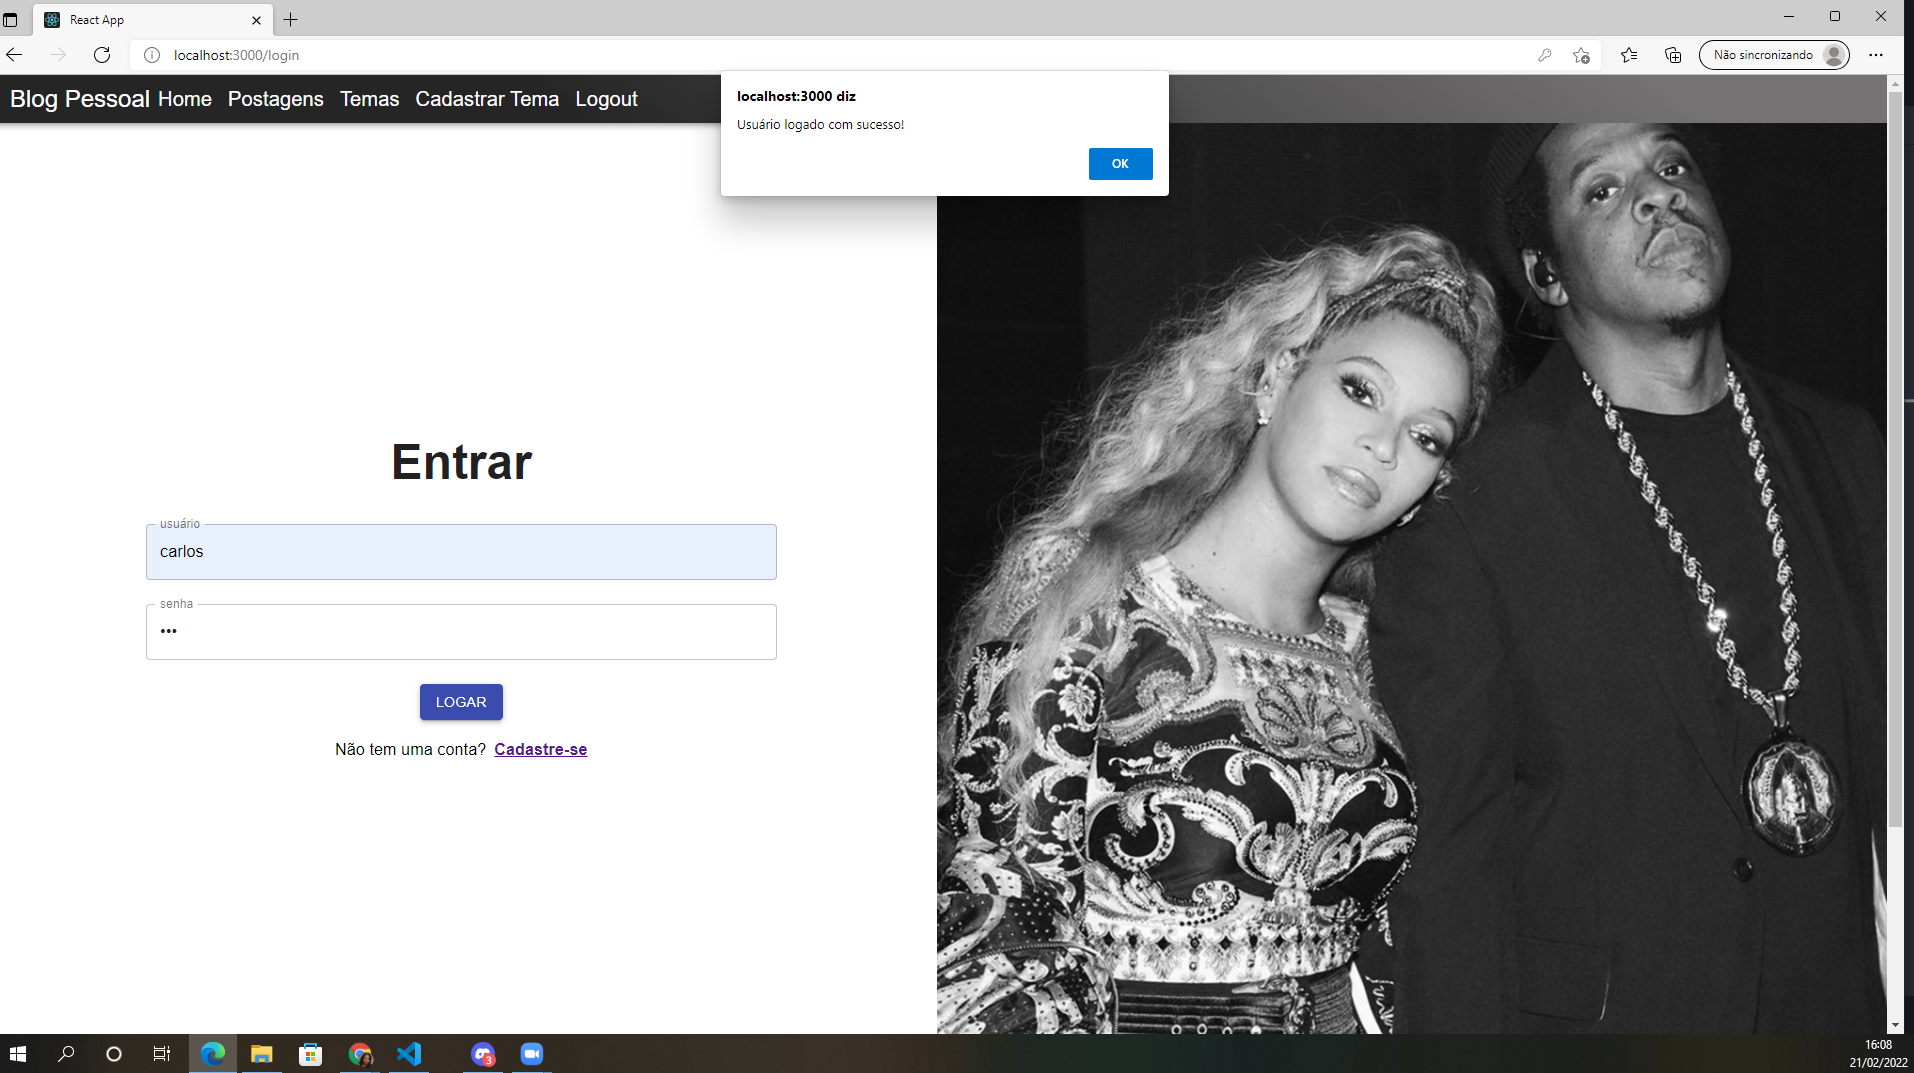 React App
localhost:3000/login
Não sincronizando
Blog Pessoal Home Postagens Temas Cadastrar Tema Logout
localhost:3000 diz
Usuário logado com sucesso!
OK
Entrar
usuário
carlos
senha
•••
LOGAR
Não tem uma conta? Cadastre-se
3
16:08
21/02/2022